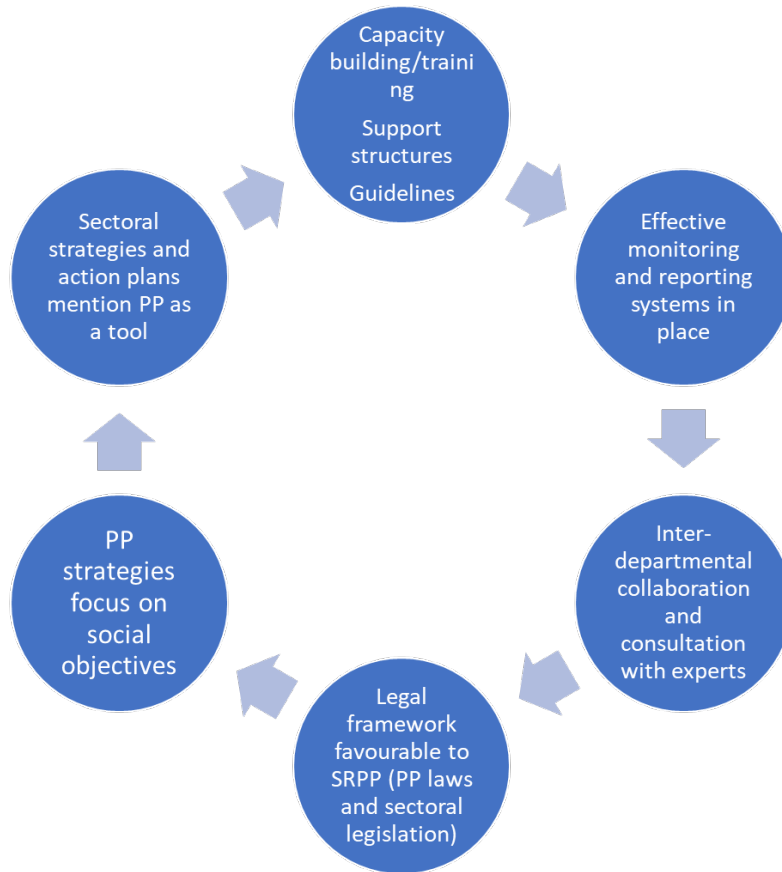 Capacity
building/traini
ng
Support
structures
Guidelines
Effective
monitoring
and reporting
systems in
place
Inter-
departmental
collaboration
and
consultation
with experts
Legal
framework
favourable to
SRPP (PP laws
and sectoral
legislation)
PP
strategies
focus on
social
objectives
Sectoral
strategies and
action plans
mention PP as
a tool